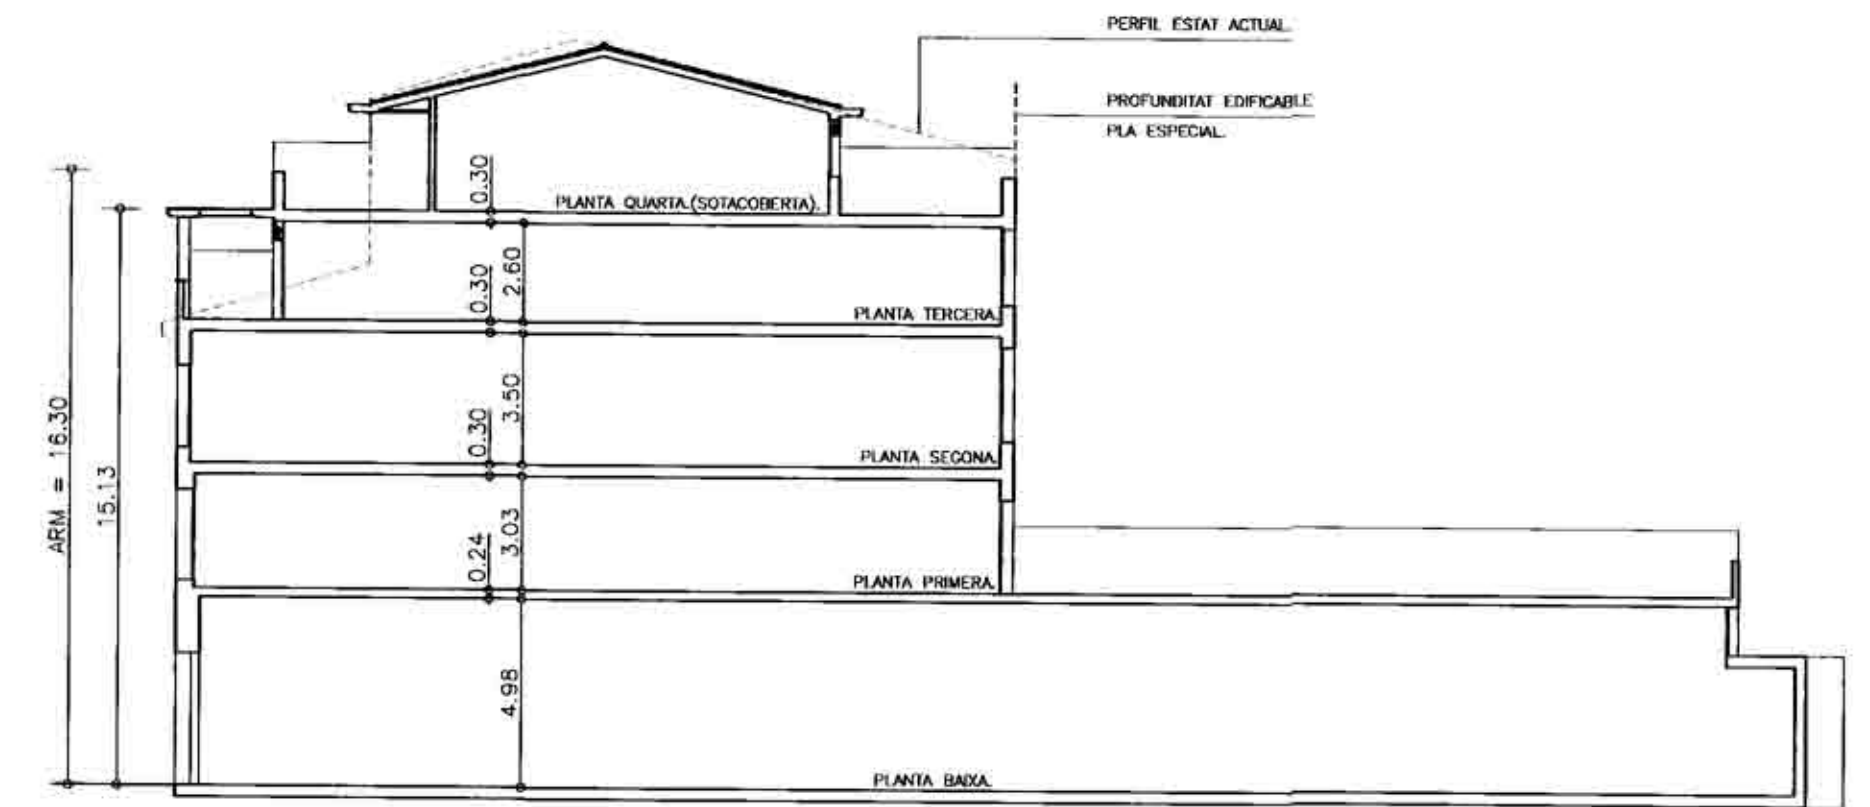 PERFIL ESTAT ACTUAL.
PROFUNDITAT EDIFICABLE
PLA ESPECIAL.
0.30
PLANTA QUARTA.(SOTACOBERTA).
0.30
2.60
PLANTA TERCERA.
ARM = 16.30
15.13
0.30
3.50
PLANTA SEGONA.
0.24
3.03
PLANTA PRIMERA.
4.98
PLANTA BAIXA.